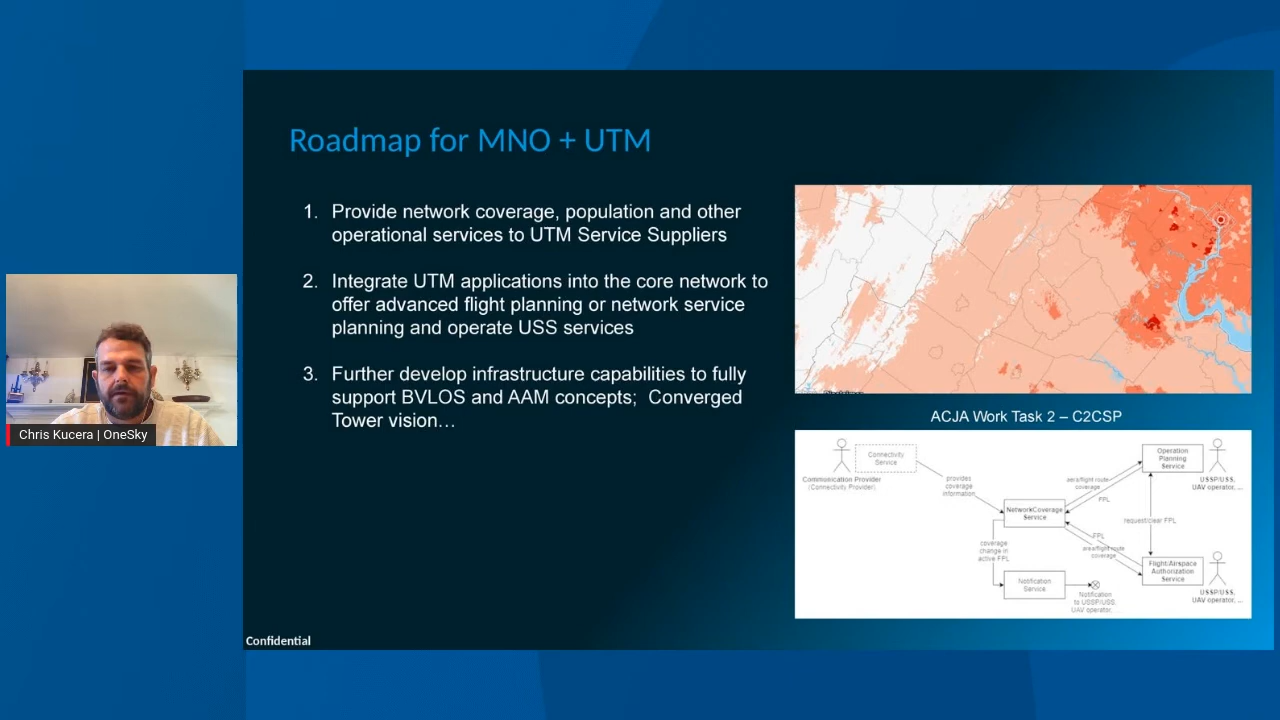 Roadmap for MNO + UTM
1. Provide network coverage, population and other
operational services to UTM Service Suppliers
2. Integrate UTM applications into the core network to
offer advanced flight planning or network service
planning and operate USS services
3. Further develop infrastructure capabilities to fully
support BVLOS and AAM concepts;  Converged
Tower vision…
Chris Kucera | OneSky
ACJA Work Task 2 – C2CSP
Connectivity
Service
Communication Provider
(Connectivity Provider)
provides
coverage
information
NetworkCoverage
Service
area/flight route
coverage
FPL
Operation
Planning
Service
USSP/USS,
UAV operator, ...
request/clear FPL
FPL
area/flight route
coverage
coverage
change in
active FPL
Notification
Service
Notification
to USSP/USS,
UAV operator,
Flight/Airspace
Authorization
Service
USSP/USS,
UAV operator, ...
Confidential